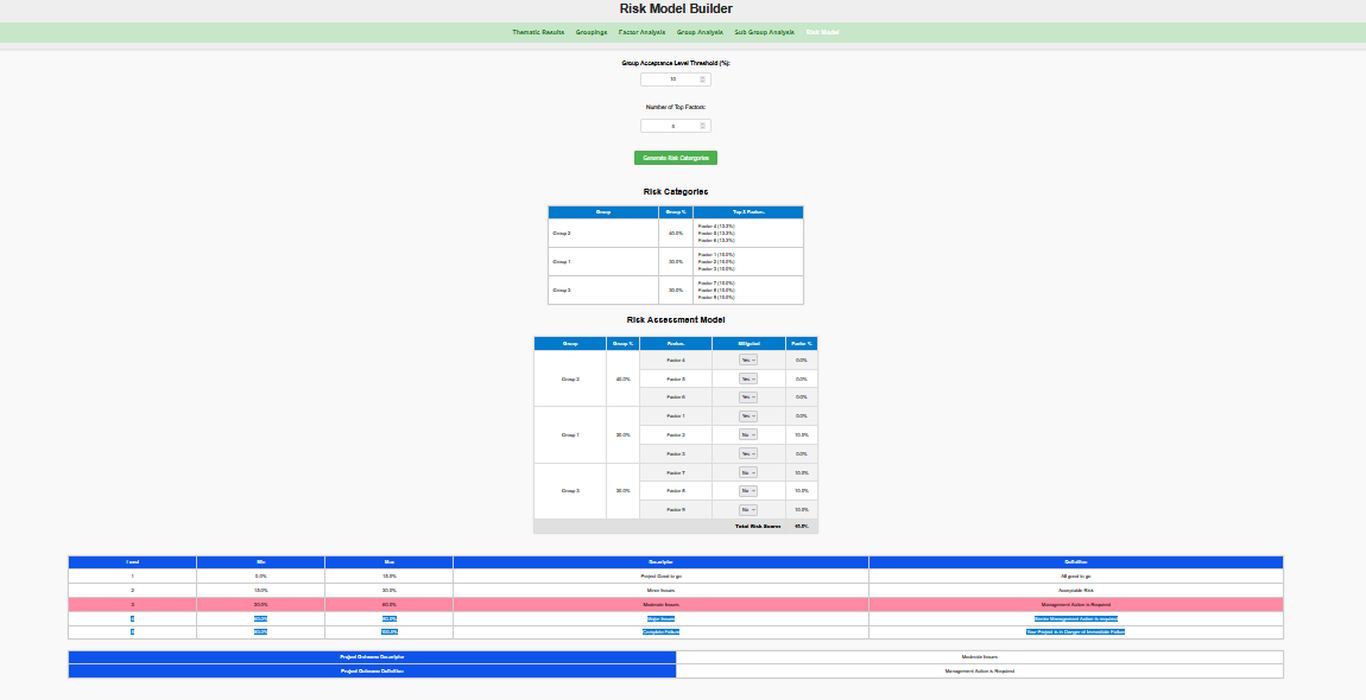 Risk Model Builder
Thematic Results Groupings Factor Analysis Group Analysis Sub Group Analysis Risk Model
Group Acceptance Level Threshold (%):
10
Number of Top Factors:
Generate Risk Catergories
Risk Categories
Group Group % Top 3 Factors
Group 2 40.0% Factor 4 (13.3%)
Factor 5 (13.3%)
Factor 6 (13.3%)
Group 1 30.0% Factor 1 (10.0%)
Factor 2 (10.0%)
Factor 3 (10.0%)
Group 3 30.0% Factor 7 (10.0%)
Factor 8 (10.0%)
Factor 9 (10.0%)
Risk Assessment Model
Group Group % Factors Mitigated Factor %
Group 2 40.0% Factor 4 Yes 0.0%
Factor 5 Yes 0.0%
Factor 6 Yes 0.0%
Group 1 30.0% Factor 1 Yes 0.0%
Factor 2 No 10.0%
Factor 3 Yes 0.0%
Group 3 30.0% Factor 7 No 10.0%
Factor 8 No 10.0%
Factor 9 No 10.0%
Total Risk Score: 40.0%
Level Min Max Descriptor Definition
1 0.0% 15.0% Project Good to go All good to go
2 15.0% 30.0% Minor Issues Acceptable Risk
3 30.0% 60.0% Moderate Issues Management Action is Required
4 60.0% Major Issues Senior Management Action is required
5 100.0% Complete Failure Your Project is in Danger of Immediate Failure
Project Outcome Descriptor Moderate Issues
Project Outcome Definition Management Action is Required